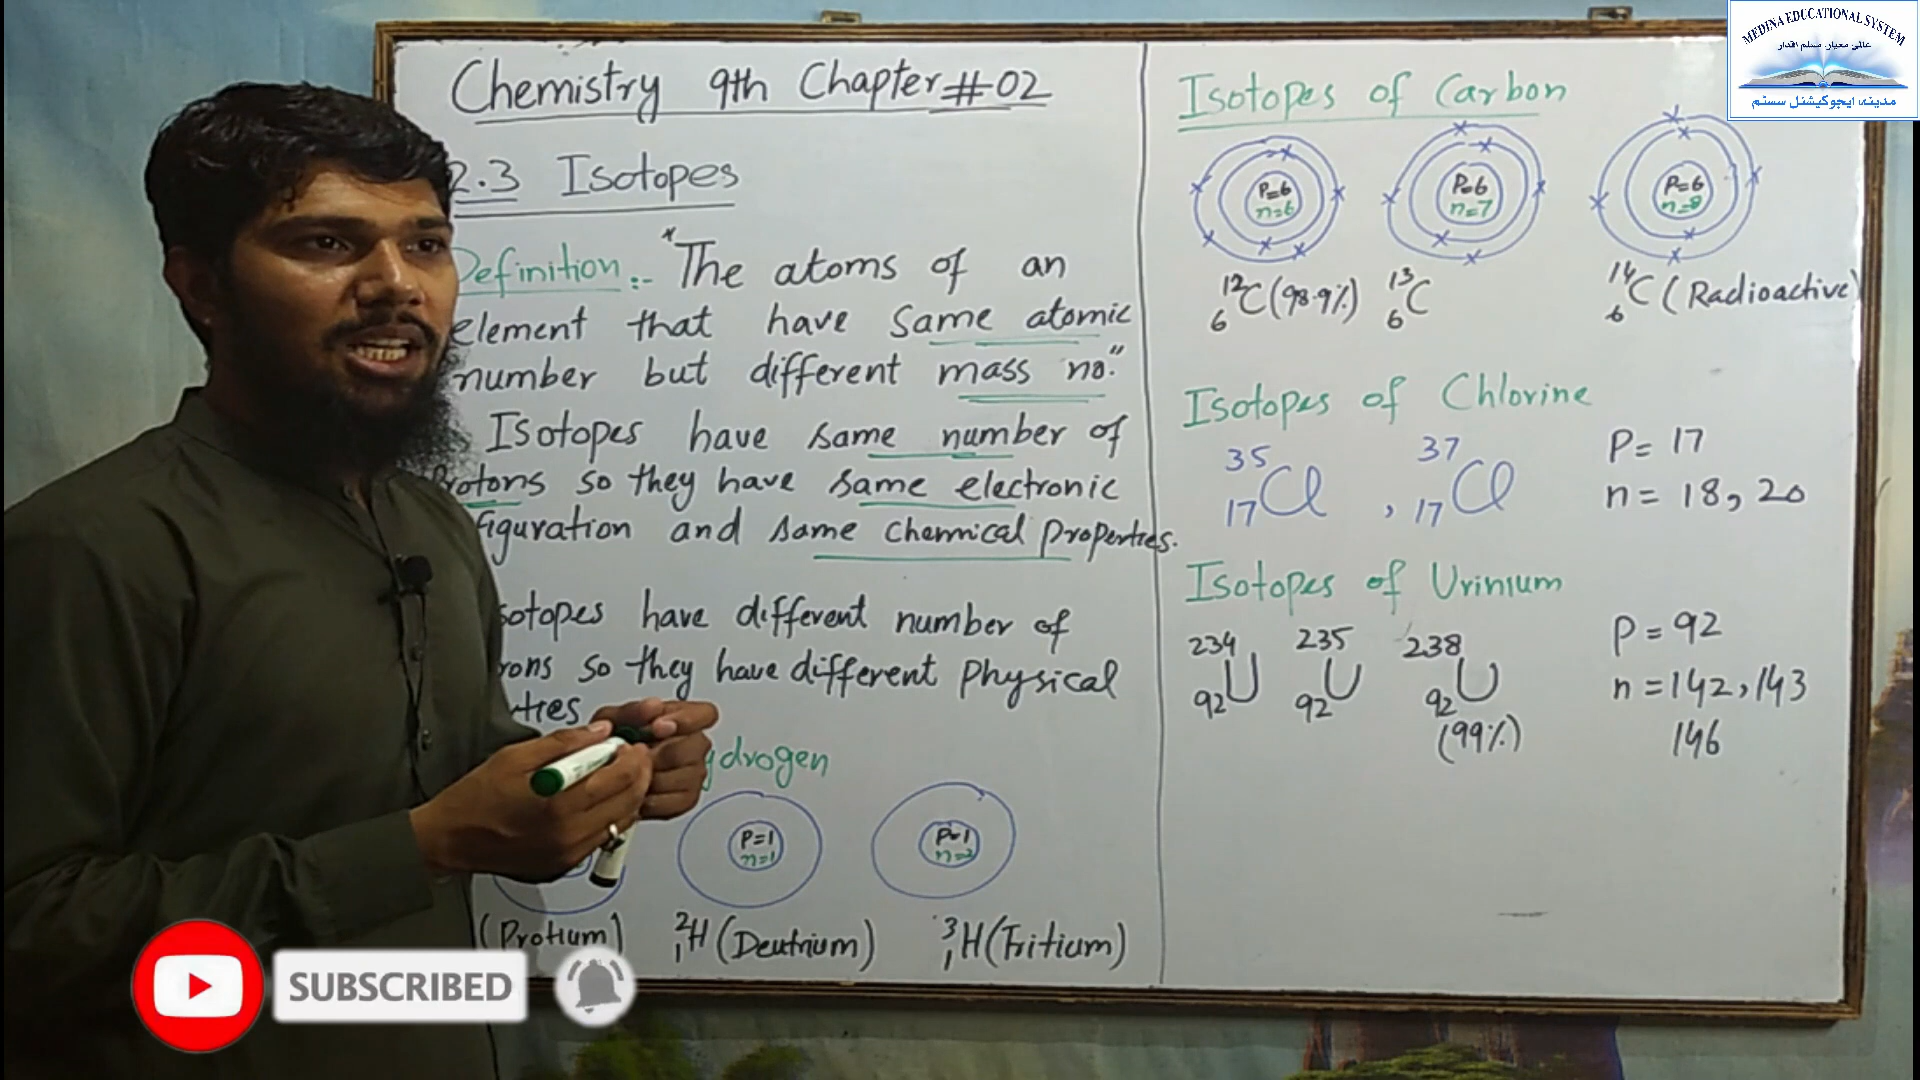 Chemistry 9th Chapter # 02
2.3 Isotopes
Definition:- "The atoms of an
element that have same atomic
number but different mass no."
Isotopes have same number of
Protons so they have same electronic
figuration and same chemical properties.
sotopes have different number of
rons so they have different physical
rties
ydrogen
P=1
n=1
P=1
n=2
(Protium)
2 1 H (Deutrium)
3 1 H (Tritium)
Isotopes of Carbon
P=6
n=6
P=6
n=7
P=6
n=8
12 6 C (98.9%)
13 6 C
14 6 C (Radioactive)
Isotopes of Chlorine
35 17 Cl , 37 17 Cl
P = 17
n = 18, 20
Isotopes of Urinium
234 92 U
235 92 U
238 92 U
(99%)
P = 92
n = 142, 143
146
MEDINA EDUCATIONAL SYSTEM
عالی معیار، مسلم اقدار
مدینہ ایجوکیشنل سسٹم
SUBSCRIBED